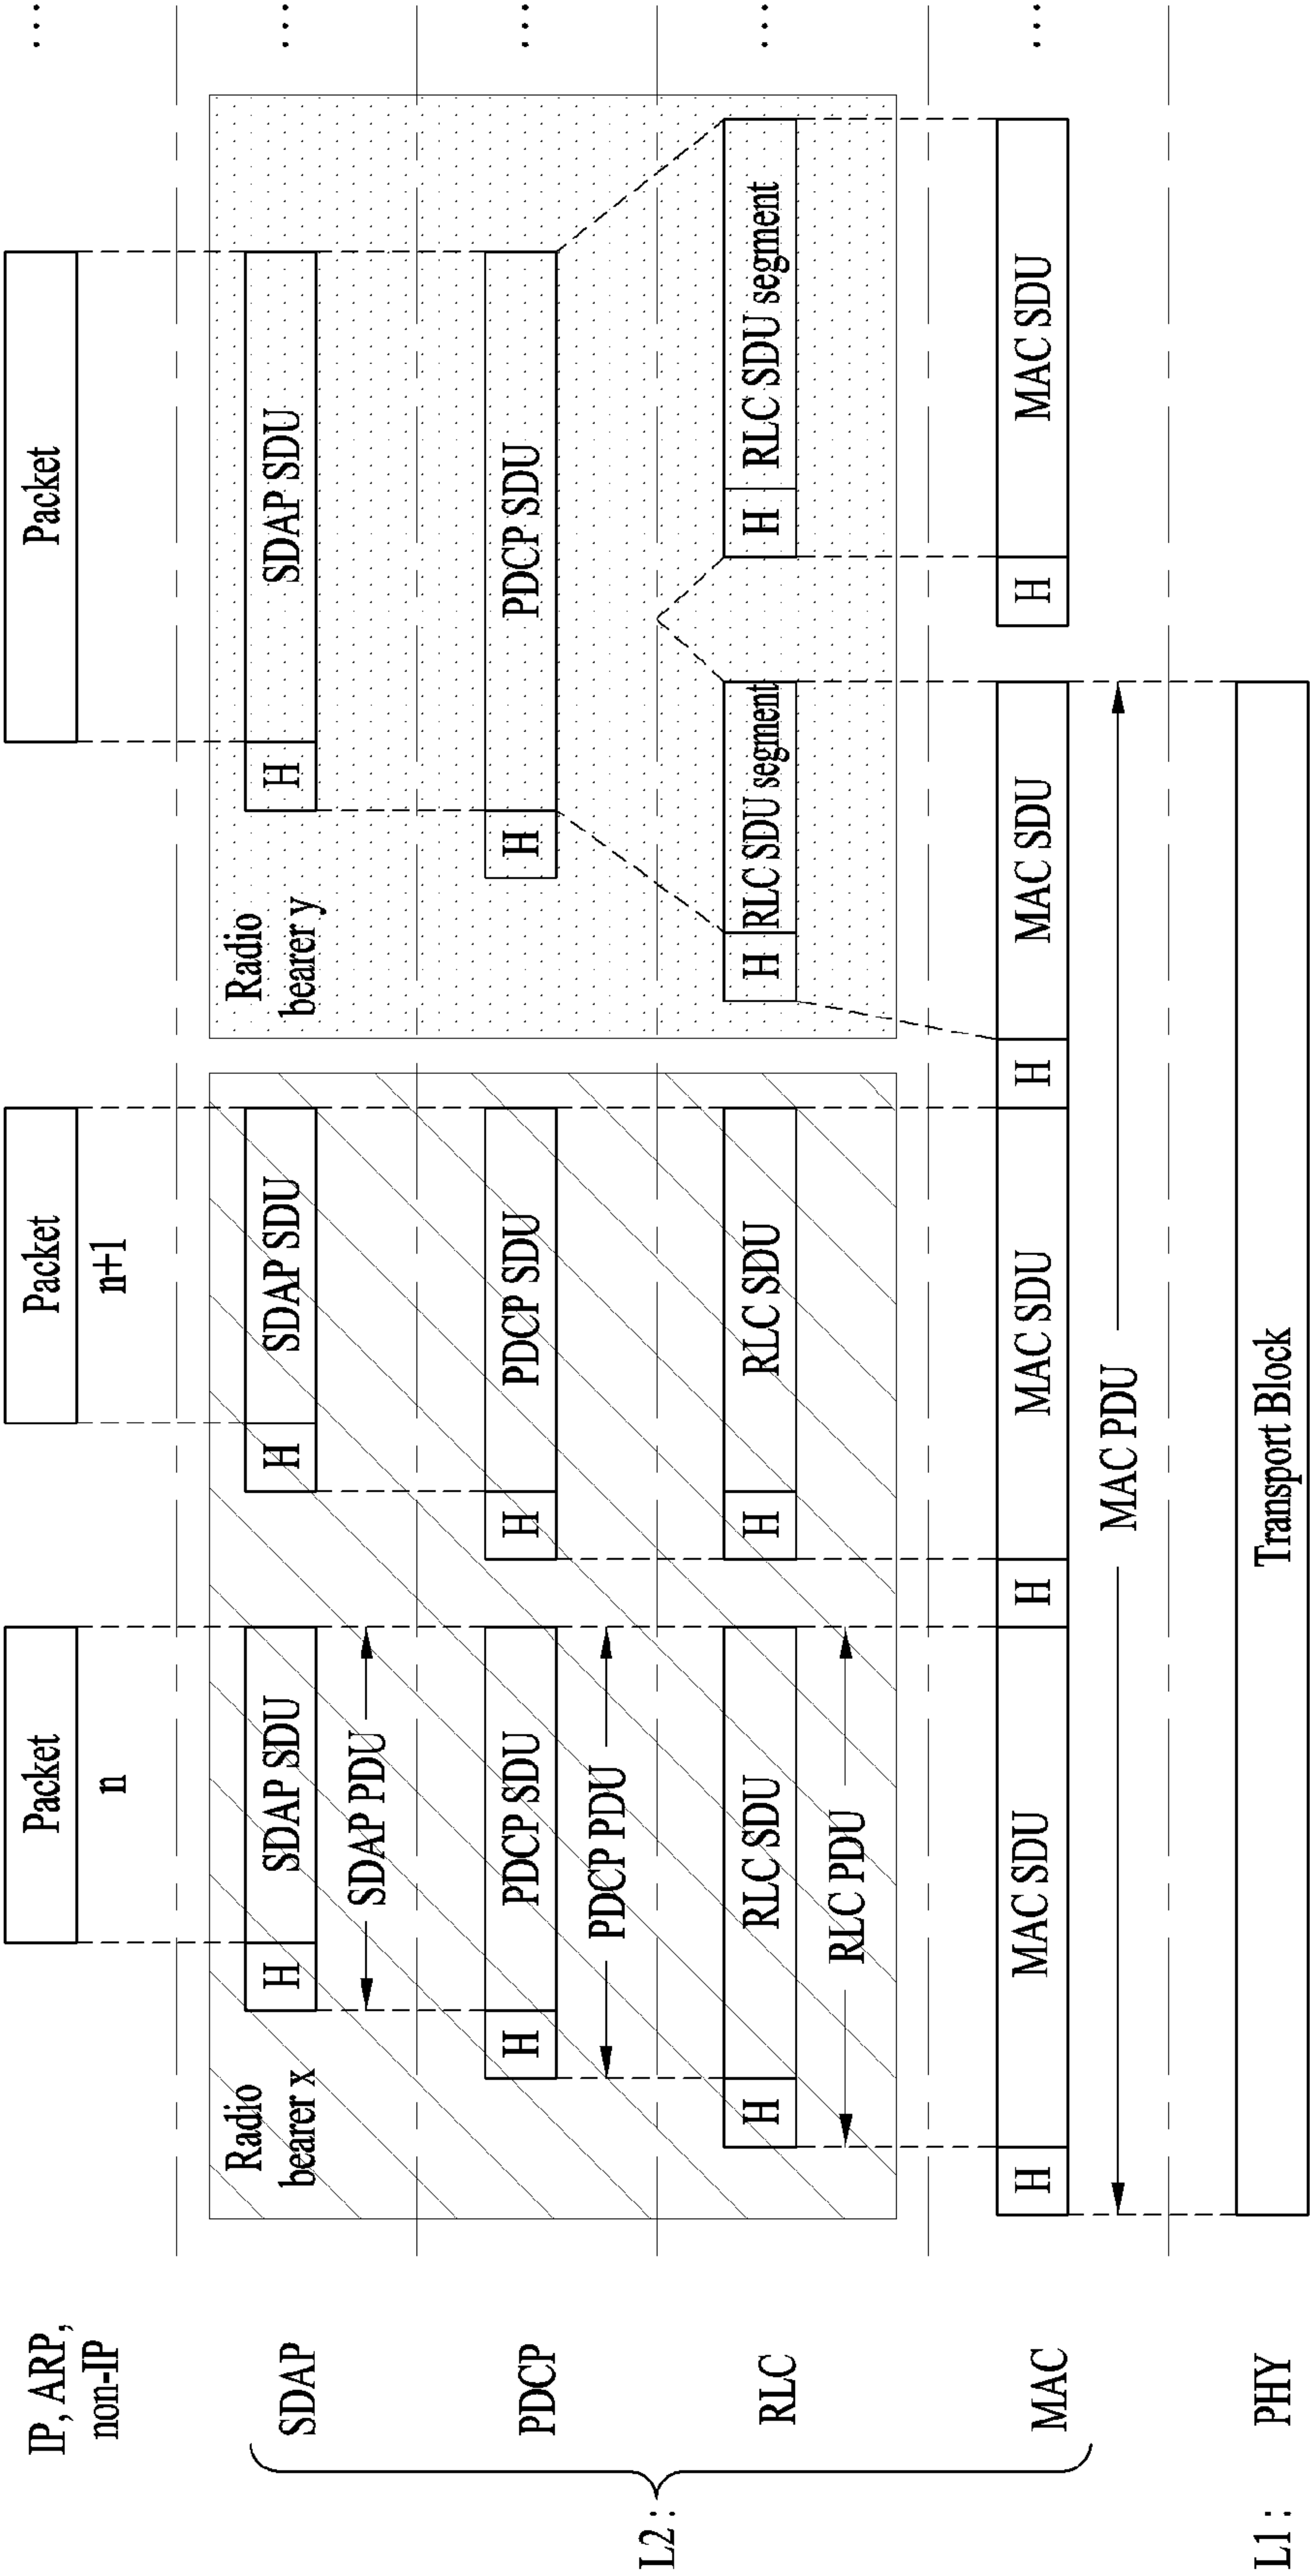 IP, ARP,
non-IP
Packet
n
Packet
n+1
Packet
...
L2 :
SDAP
Radio
bearer x
H
SDAP SDU
H
SDAP SDU
Radio
bearer y
H
SDAP SDU
...
SDAP PDU
PDCP
H
PDCP SDU
H
PDCP SDU
H
PDCP SDU
...
PDCP PDU
RLC
H
RLC SDU
H
RLC SDU
H
RLC SDU segment
H
RLC SDU segment
...
RLC PDU
MAC
H
MAC SDU
H
MAC SDU
H
MAC SDU
H
MAC SDU
...
MAC PDU
L1 :
PHY
Transport Block